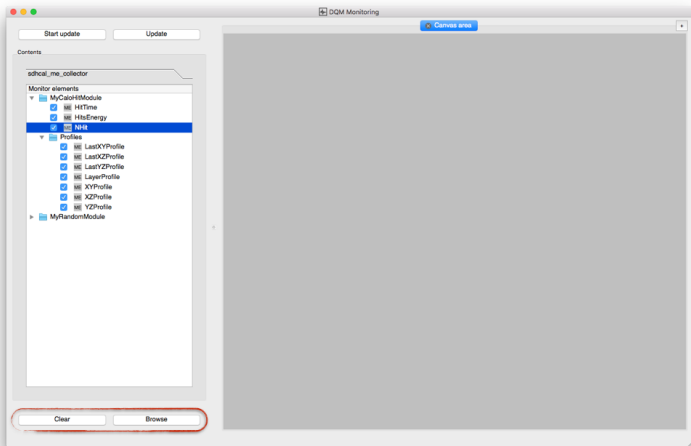 DQM Monitoring
Start update
Update
Canvas area
Contents
sdhcal_me_collector
Monitor elements
MyCaloHitModule
ME HitTime
ME HitsEnergy
ME NHit
Profiles
ME LastXYProfile
ME LastXZProfile
ME LastYZProfile
ME LayerProfile
ME XYProfile
ME XZProfile
ME YZProfile
MyRandomModule
Clear
Browse